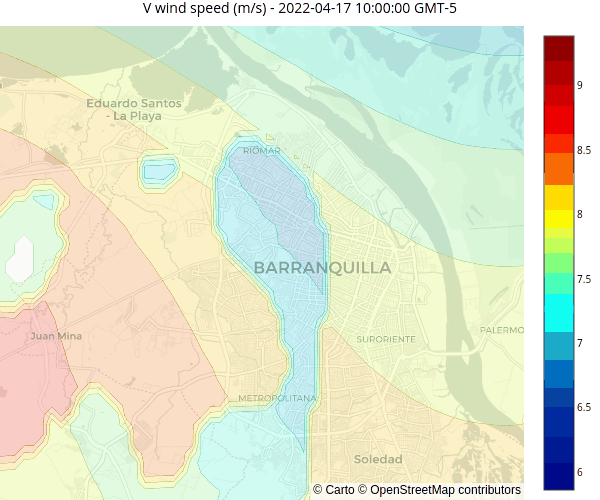 V wind speed (m/s) - 2022-04-17 10:00:00 GMT-5
Eduardo Santos
- La Playa
RIOMAR
BARRANQUILLA
Juan Mina
SURORIENTE
PALERMO
METROPOLITANA
Soledad
© Carto © OpenStreetMap contributors
9
8.5
8
7.5
7
6.5
6